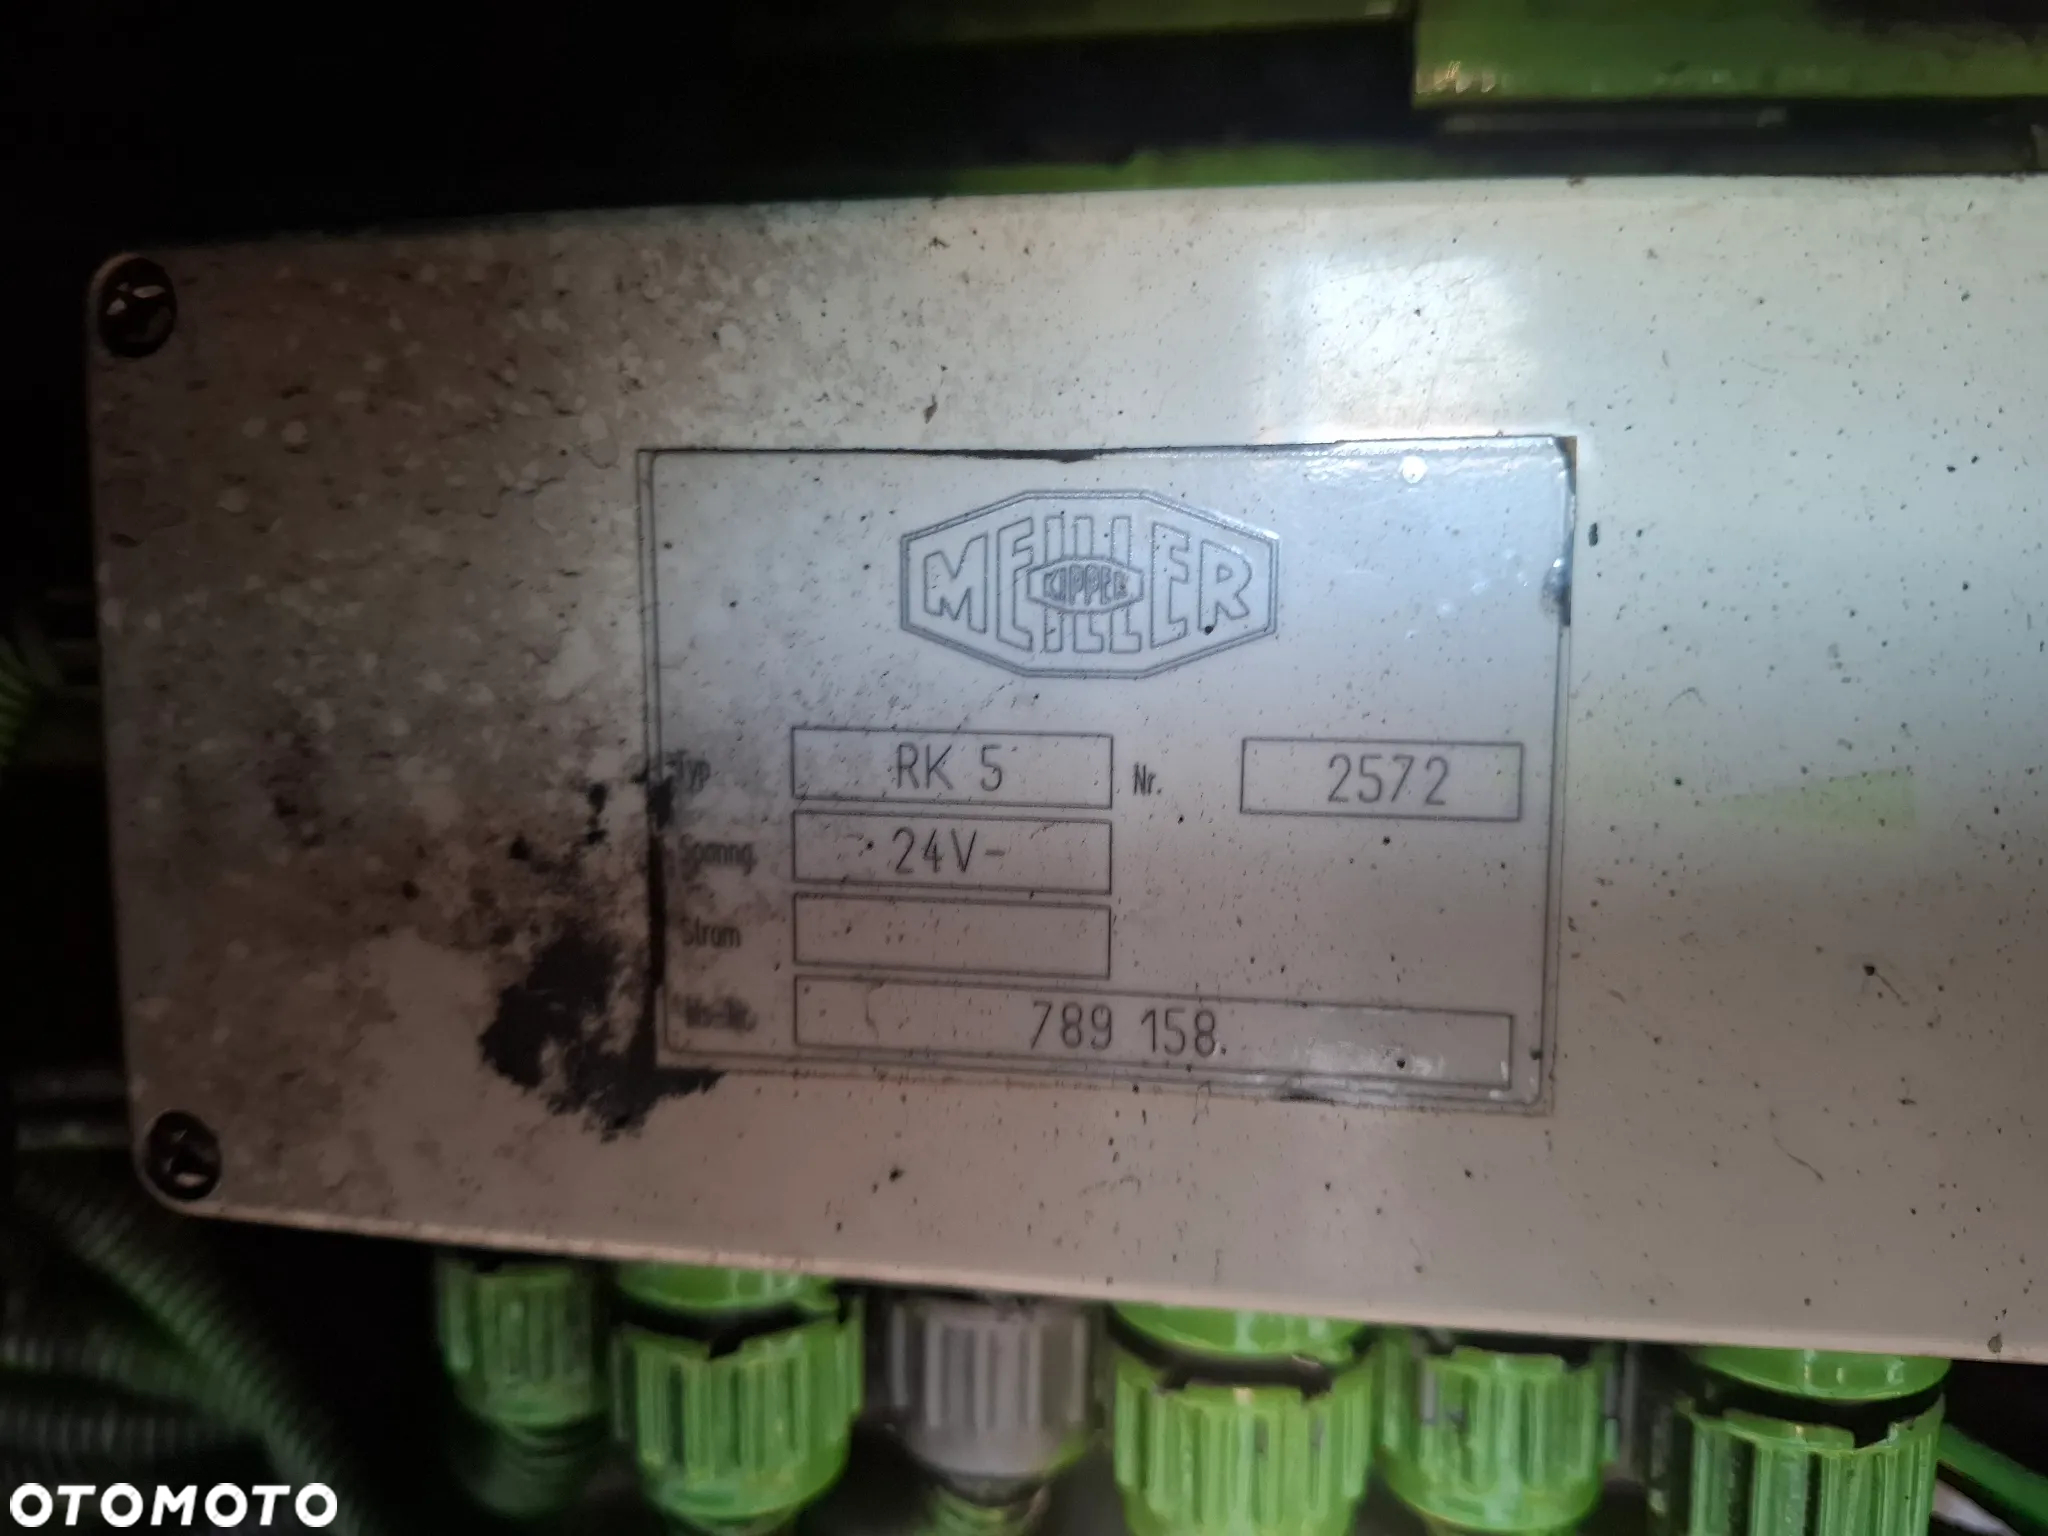 MEILLER
KIPPER
Typ RK 5 Nr. 2572
Spanng. 24V-
Strom
789 158
OTOMOTO